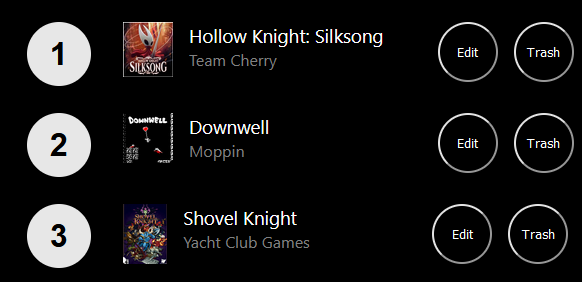 1
SILKSONG
Hollow Knight: Silksong
Team Cherry
Edit
Trash
2
DOWNWELL
Downwell
Moppin
Edit
Trash
3
SHOVEL
KNIGHT
Shovel Knight
Yacht Club Games
Edit
Trash